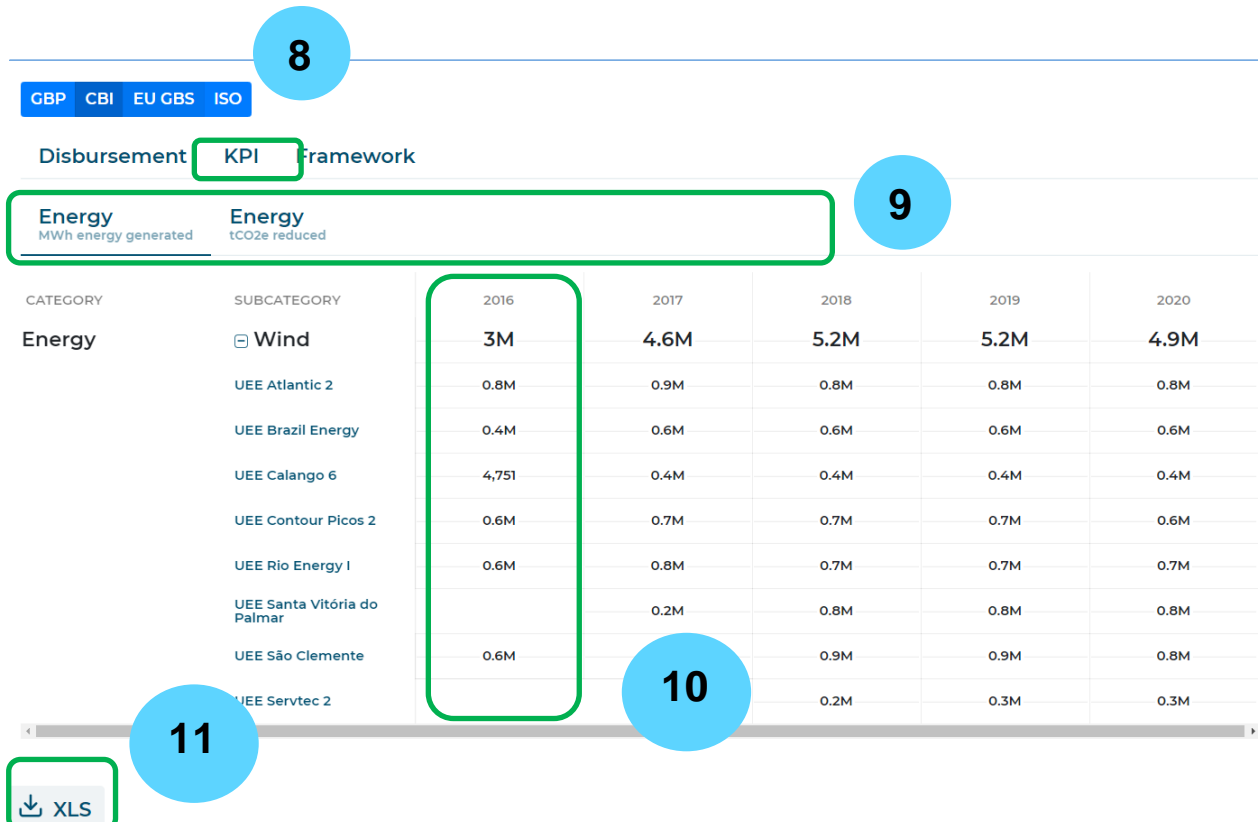 8
GBP CBI EU GBS ISO
Disbursement KPI Framework
9
Energy Energy
MWh energy generated tCO2e reduced
CATEGORY SUBCATEGORY 2016 2017 2018 2019 2020
Energy Wind 3M 4.6M 5.2M 5.2M 4.9M
UEE Atlantic 2 0.8M 0.9M 0.8M 0.8M 0.8M
UEE Brazil Energy 0.4M 0.6M 0.6M 0.6M 0.6M
UEE Calango 6 4,751 0.4M 0.4M 0.4M 0.4M
UEE Contour Picos 2 0.6M 0.7M 0.7M 0.7M 0.6M
UEE Rio Energy I 0.6M 0.8M 0.7M 0.7M 0.7M
UEE Santa Vitória do
Palmar 0.2M 0.8M 0.8M 0.8M
UEE São Clemente 0.6M 0.9M 0.9M 0.8M
10
UEE Servtec 2 0.2M 0.3M 0.3M
11
XLS